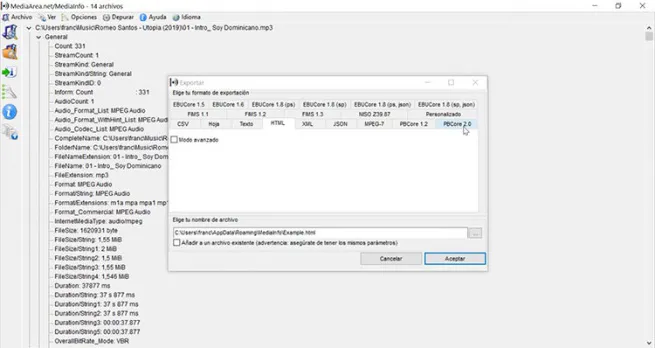 MediaArea.net/MediaInfo - 14 archivos
Archivo Ver Opciones Depurar Ayuda Idioma
C:\Users\franc\Music\Romeo Santos - Utopia (2019)\01 - Intro_ Soy Dominicano.mp3
General
Count: 331
StreamCount: 1
StreamKind: General
StreamKind/String: General
StreamKindID: 0
Inform: Count : 331
AudioCount: 1
Audio_Format_List: MPEG Audio
Audio_Format_WithHint_List: MPEG Audio
Audio_Codec_List: MPEG Audio
CompleteName: C:\Users\franc\M
FolderName: C:\Users\franc\Music
FileNameExtension: 01 - Intro_ Soy
FileName: 01 - Intro_ Soy Dominicano
FileExtension: mp3
Format: MPEG Audio
Format/String: MPEG Audio
Format/Extensions: m1a mpa mpa1 mp1
Format_Commercial: MPEG Audio
InternetMediaType: audio/mpeg
FileSize: 1620931 byte
FileSize/String: 1,55 MiB
FileSize/String1: 2 MiB
FileSize/String2: 1,5 MiB
FileSize/String3: 1,55 MiB
FileSize/String4: 1,546 MiB
Duration: 37877 ms
Duration/String: 37 s 877 ms
Duration/String1: 37 s 877 ms
Duration/String2: 37 s 877 ms
Duration/String3: 00:00:37.877
Duration/String5: 00:00:37.877
OverallBitRate_Mode: VBR
Exportar
Elige tu formato de exportación
EBUCore 1.5 EBUCore 1.6 EBUCore 1.8 (ps) EBUCore 1.8 (sp) EBUCore 1.8 (ps, json) EBUCore 1.8 (sp, json)
FIMS 1.1 FIMS 1.2 FIMS 1.3 NISO Z39.87 Personalizado
CSV Hoja Texto HTML XML JSON MPEG-7 PBCore 1.2 PBCore 2.0
Modo avanzado
Elige tu nombre de archivo
C:\Users\franc\AppData\Roaming\MediaInfo\Example.html
...
Añadir a un archivo existente (advertencia: asegúrate de tener los mismos parámetros)
Cancelar Aceptar